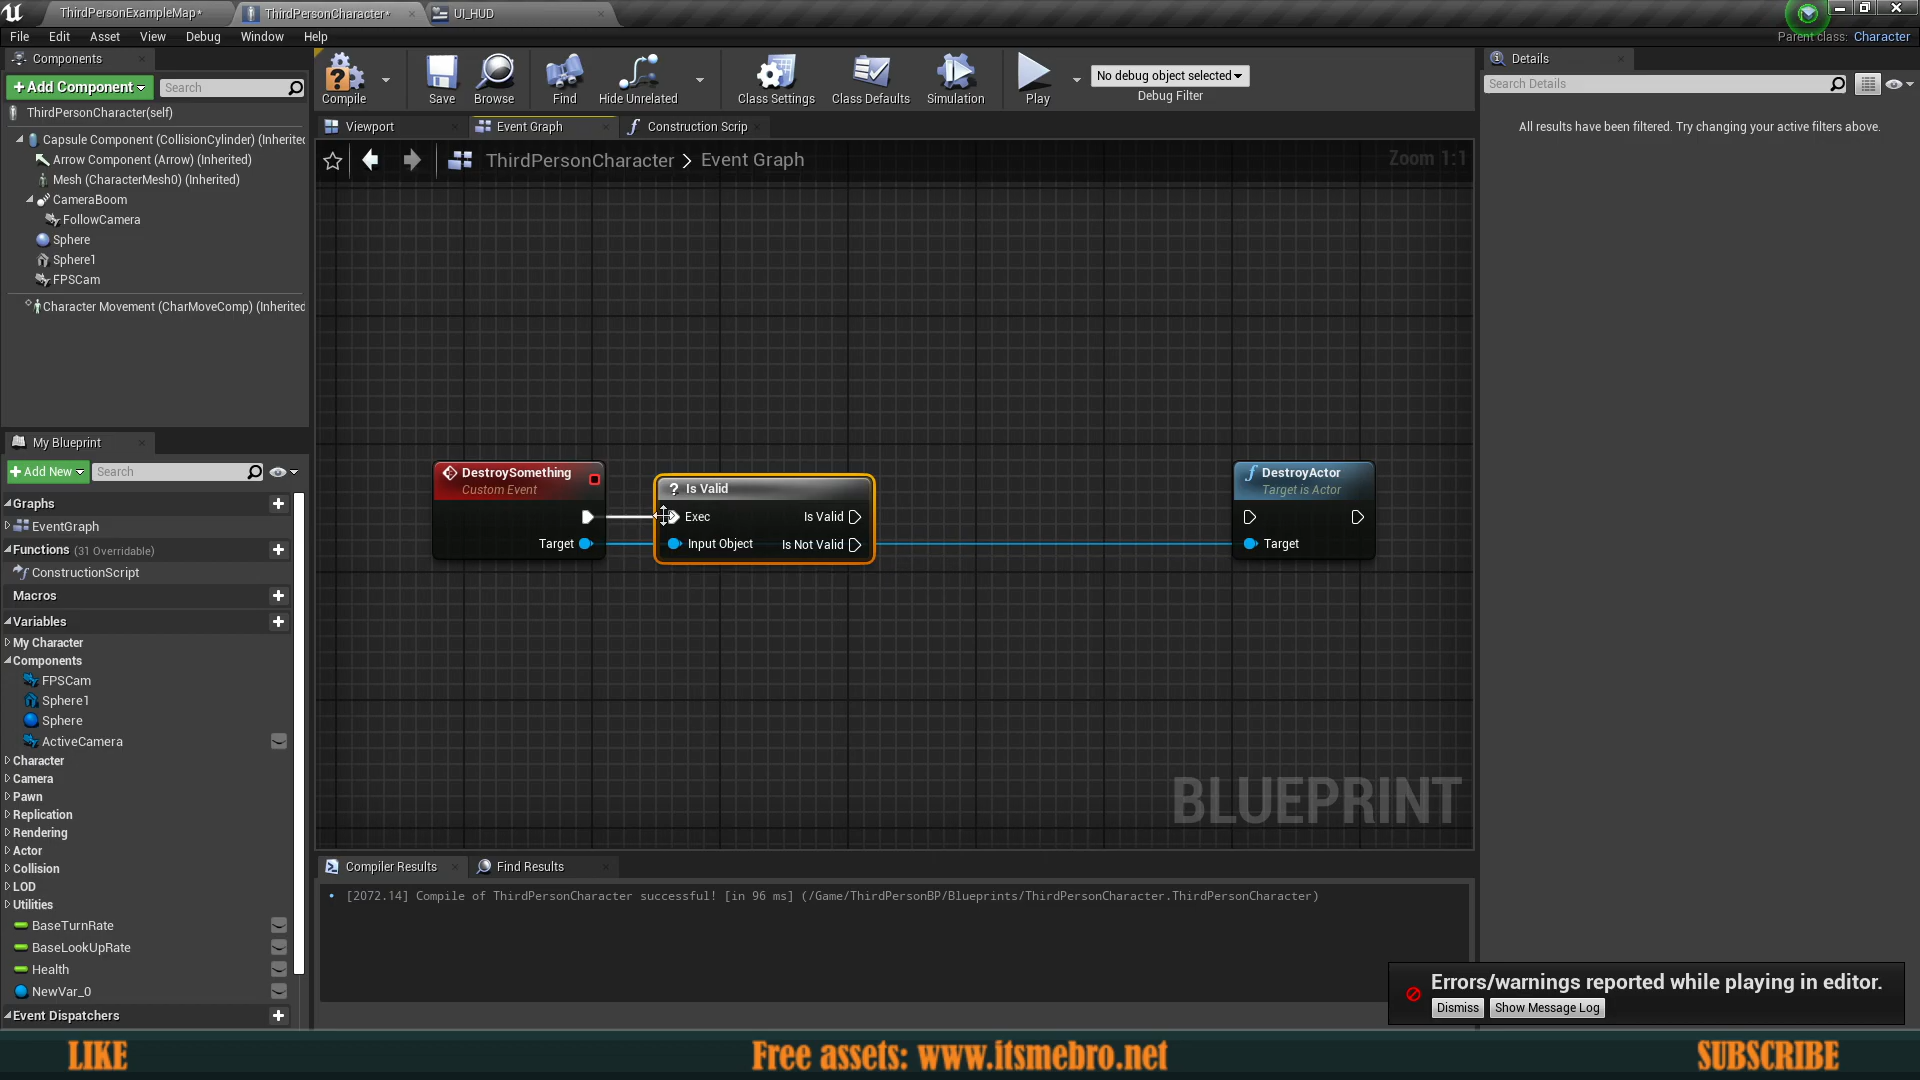 ThirdPersonExampleMap*
ThirdPersonCharacter*
UI_HUD
File Edit Asset View Debug Window Help
Parent class: Character
Components
+ Add Component
Search
ThirdPersonCharacter(self)
Capsule Component (CollisionCylinder) (Inherited
Arrow Component (Arrow) (Inherited)
Mesh (CharacterMesh0) (Inherited)
CameraBoom
FollowCamera
Sphere
Sphere1
FPSCam
Character Movement (CharMoveComp) (Inherited
Compile
Save
Browse
Find
Hide Unrelated
Class Settings
Class Defaults
Simulation
Play
No debug object selected
Debug Filter
Viewport
Event Graph
Construction Scrip
ThirdPersonCharacter > Event Graph
Zoom 1:1
DestroySomething
Custom Event
Target
Is Valid
Exec
Is Valid
Input Object
Is Not Valid
DestroyActor
Target is Actor
Target
BLUEPRINT
Details
Search Details
All results have been filtered. Try changing your active filters above.
My Blueprint
+ Add New
Search
Graphs
EventGraph
Functions (31 Overridable)
ConstructionScript
Macros
Variables
My Character
Components
FPSCam
Sphere1
Sphere
ActiveCamera
Character
Camera
Pawn
Replication
Rendering
Actor
Collision
LOD
Utilities
BaseTurnRate
BaseLookUpRate
Health
NewVar_0
Event Dispatchers
Compiler Results
Find Results
[2072.14] Compile of ThirdPersonCharacter successful! [in 96 ms] (/Game/ThirdPersonBP/Blueprints/ThirdPersonCharacter.ThirdPersonCharacter)
Errors/warnings reported while playing in editor.
Dismiss
Show Message Log
LIKE
Free assets: www.itsmebro.net
SUBSCRIBE